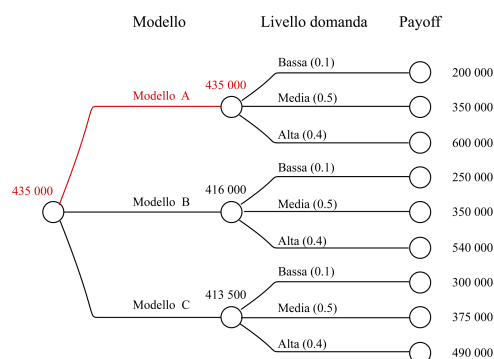 Modello Livello domanda Payoff
Bassa (0.1) 200 000
435 000
Modello A Media (0.5) 350 000
Alta (0.4) 600 000
Bassa (0.1) 250 000
435 000 416 000
Modello B Media (0.5) 350 000
Alta (0.4) 540 000
Bassa (0.1) 300 000
413 500
Modello C Media (0.5) 375 000
Alta (0.4) 490 000